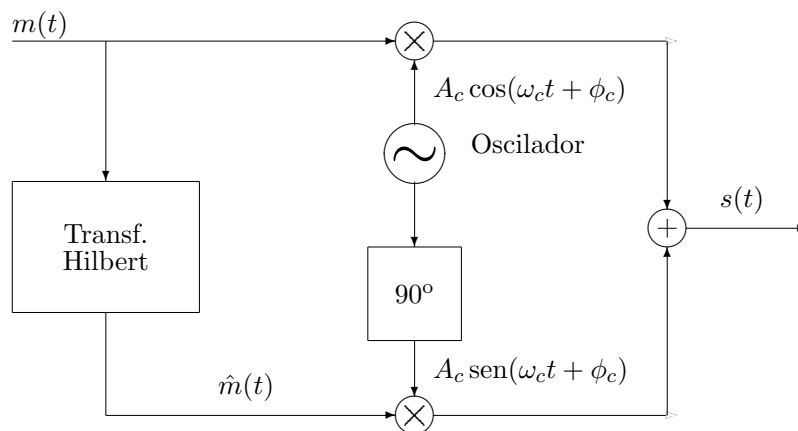 m(t)
A_c cos(ω_c t + ϕ_c)
Oscilador
s(t)
Transf.
Hilbert
+
90º
A_c sen(ω_c t + ϕ_c)
m̂(t)